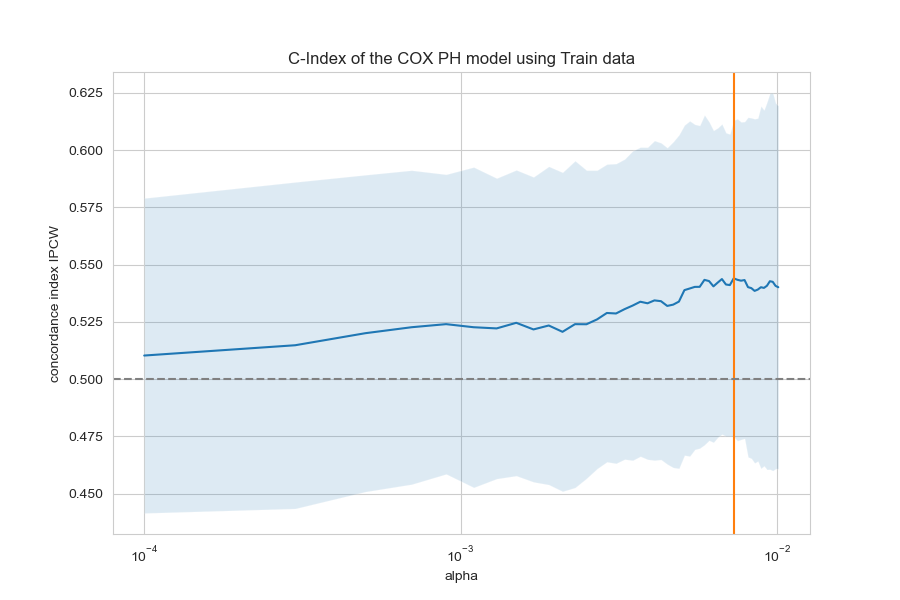 C-Index of the COX PH model using Train data
concordance index IPCW
0.625
0.600
0.575
0.550
0.525
0.500
0.475
0.450
10⁻⁴ 10⁻³ 10⁻²
alpha